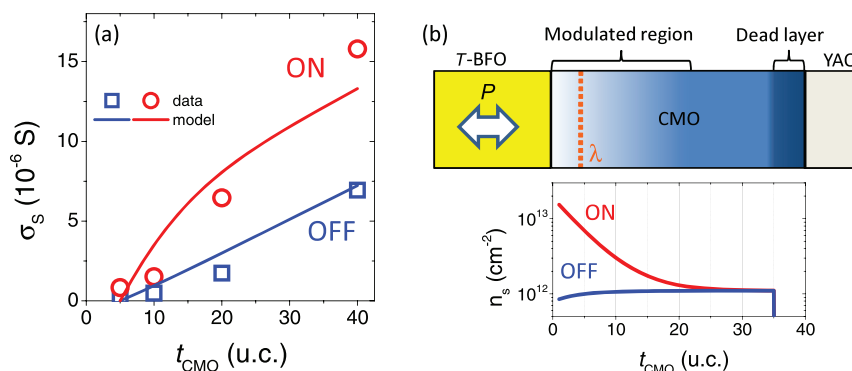 (a)
ON
data
model
OFF
σS (10⁻⁶ S)
15
10
5
0
0 10 20 30 40
tCMO (u.c.)
(b)
Modulated region
Dead layer
T-BFO
YAO
P
CMO
λ
ON
OFF
ns (cm⁻²)
10¹³
10¹²
0 10 20 30 40
tCMO (u.c.)